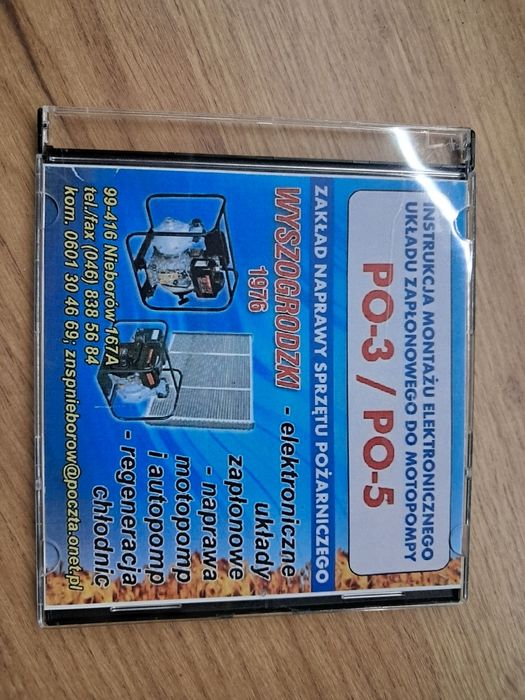 INSTRUKCJA MONTAŻU ELEKTRONICZNEGO
UKŁADU ZAPŁONOWEGO DO MOTOPOMPY
PO-3 / PO-5
ZAKŁAD NAPRAWY SPRZĘTU POŻARNICZEGO
WYSZOGRODZKI
1976
- elektroniczne
układy
zapłonowe
- naprawa
motopomp
i autopomp
- regeneracja
chłodnic
99-416 Nieborów 167A
tel./fax (046) 838 56 84
kom. 0601 30 46 69; znspnieborow@poczta.onet.pl